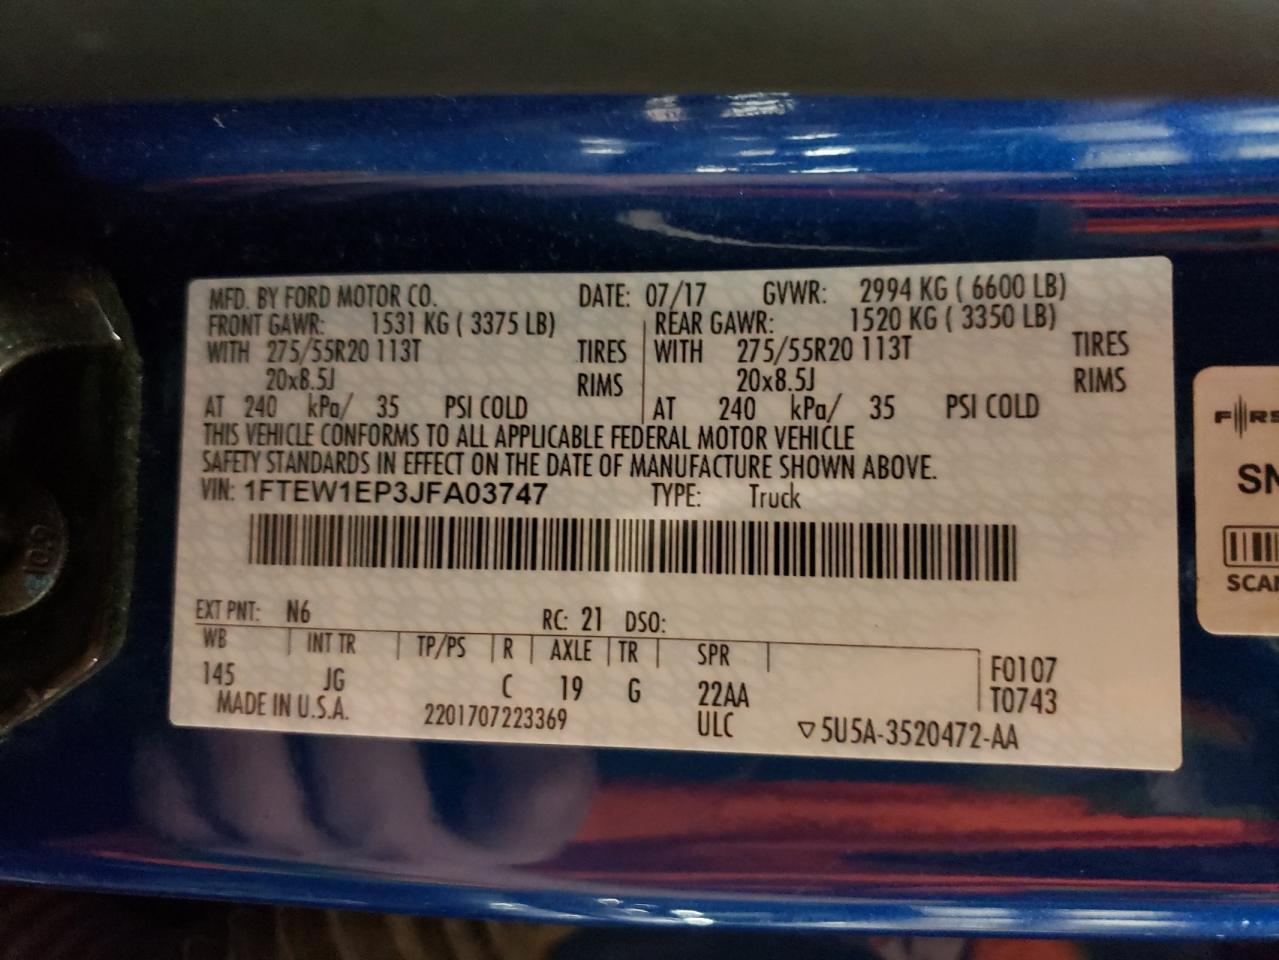 MFD. BY FORD MOTOR CO. DATE: 07/17 GVWR: 2994 KG ( 6600 LB)
FRONT GAWR: 1531 KG ( 3375 LB) REAR GAWR: 1520 KG ( 3350 LB)
WITH 275/55R20 113T TIRES WITH 275/55R20 113T TIRES
20x8.5J RIMS 20x8.5J RIMS
AT 240 kPa/ 35 PSI COLD AT 240 kPa/ 35 PSI COLD
THIS VEHICLE CONFORMS TO ALL APPLICABLE FEDERAL MOTOR VEHICLE
SAFETY STANDARDS IN EFFECT ON THE DATE OF MANUFACTURE SHOWN ABOVE.
VIN: 1FTEW1EP3JFA03747 TYPE: Truck
EXT PNT: N6 RC: 21 DSO:
WB INT TR TP/PS R AXLE TR SPR
145 JG C 19 G 22AA
F0107
T0743
MADE IN U.S.A. 2201707223369 ULC ▽5U5A-3520472-AA
SN
SCAN